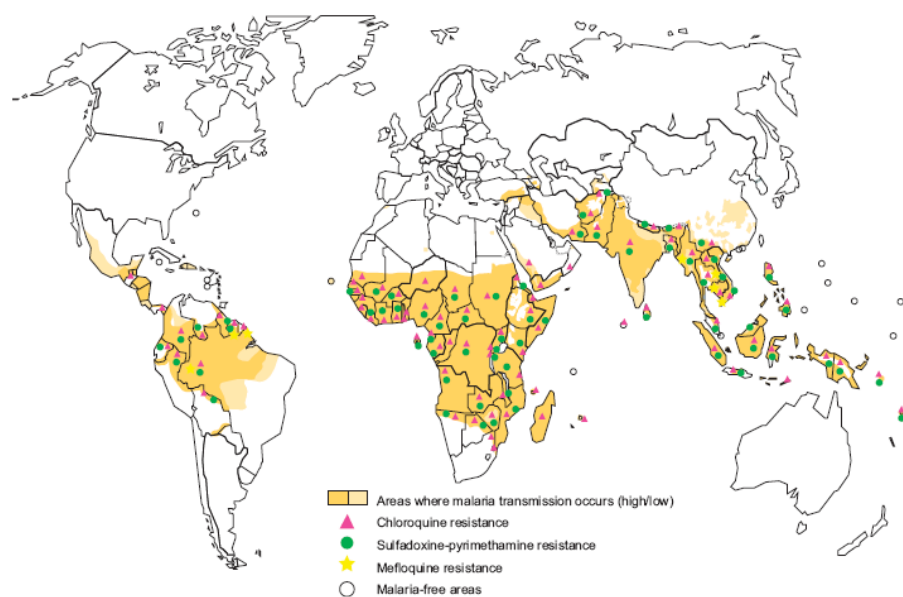 Areas where malaria transmission occurs (high/low)
Chloroquine resistance
Sulfadoxine-pyrimethamine resistance
Mefloquine resistance
Malaria-free areas